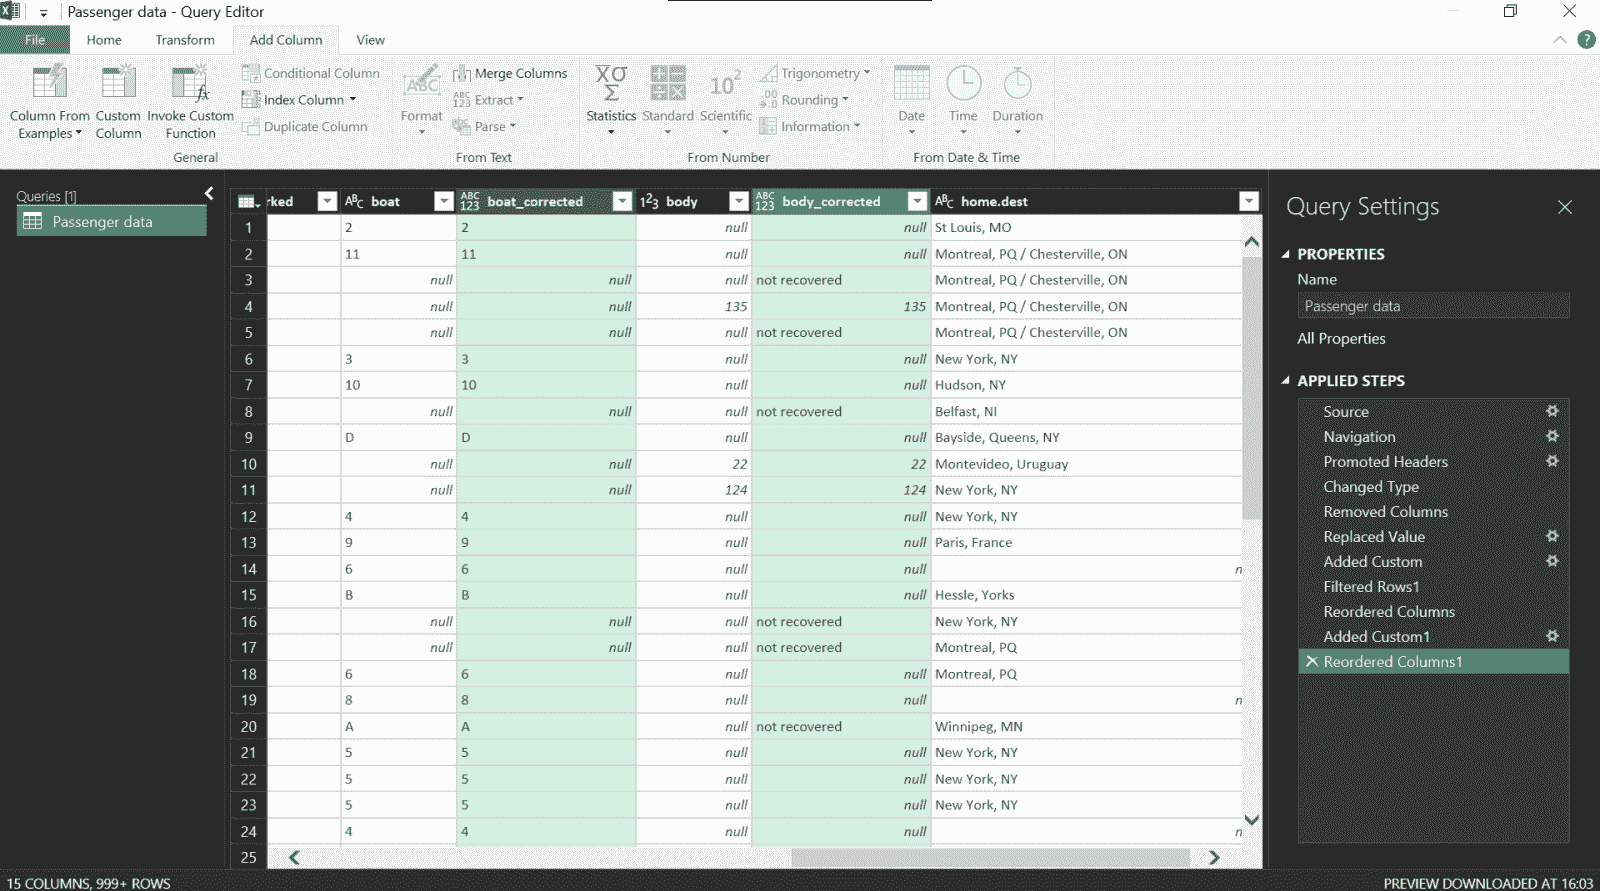 Passenger data - Query Editor
File Home Transform Add Column View
Column From Examples
Custom Column
Invoke Custom Function
Conditional Column
Index Column
Duplicate Column
General
Format
Merge Columns
Extract
Parse
From Text
Statistics
Standard
Scientific
Trigonometry
Rounding
Information
From Number
Date
Time
Duration
From Date & Time
Queries [1]
Passenger data
rked ABC boat ABC 123 boat_corrected 123 body ABC 123 body_corrected ABC home.dest
1 2 2 null null St Louis, MO
2 11 11 null null Montreal, PQ / Chesterville, ON
3 null null null not recovered Montreal, PQ / Chesterville, ON
4 null null 135 135 Montreal, PQ / Chesterville, ON
5 null null null not recovered Montreal, PQ / Chesterville, ON
6 3 3 null null New York, NY
7 10 10 null null Hudson, NY
8 null null null not recovered Belfast, NI
9 D D null null Bayside, Queens, NY
10 null null 22 22 Montevideo, Uruguay
11 null null 124 124 New York, NY
12 4 4 null null New York, NY
13 9 9 null null Paris, France
14 6 6 null null n
15 B B null null Hessle, Yorks
16 null null null not recovered New York, NY
17 null null null not recovered Montreal, PQ
18 6 6 null null Montreal, PQ
19 8 8 null null n
20 A A null not recovered Winnipeg, MN
21 5 5 null null New York, NY
22 5 5 null null New York, NY
23 5 5 null null New York, NY
24 4 4 null null n
25
Query Settings
PROPERTIES
Name
Passenger data
All Properties
APPLIED STEPS
Source
Navigation
Promoted Headers
Changed Type
Removed Columns
Replaced Value
Added Custom
Filtered Rows1
Reordered Columns
Added Custom1
Reordered Columns1
15 COLUMNS, 999+ ROWS
PREVIEW DOWNLOADED AT 16:03